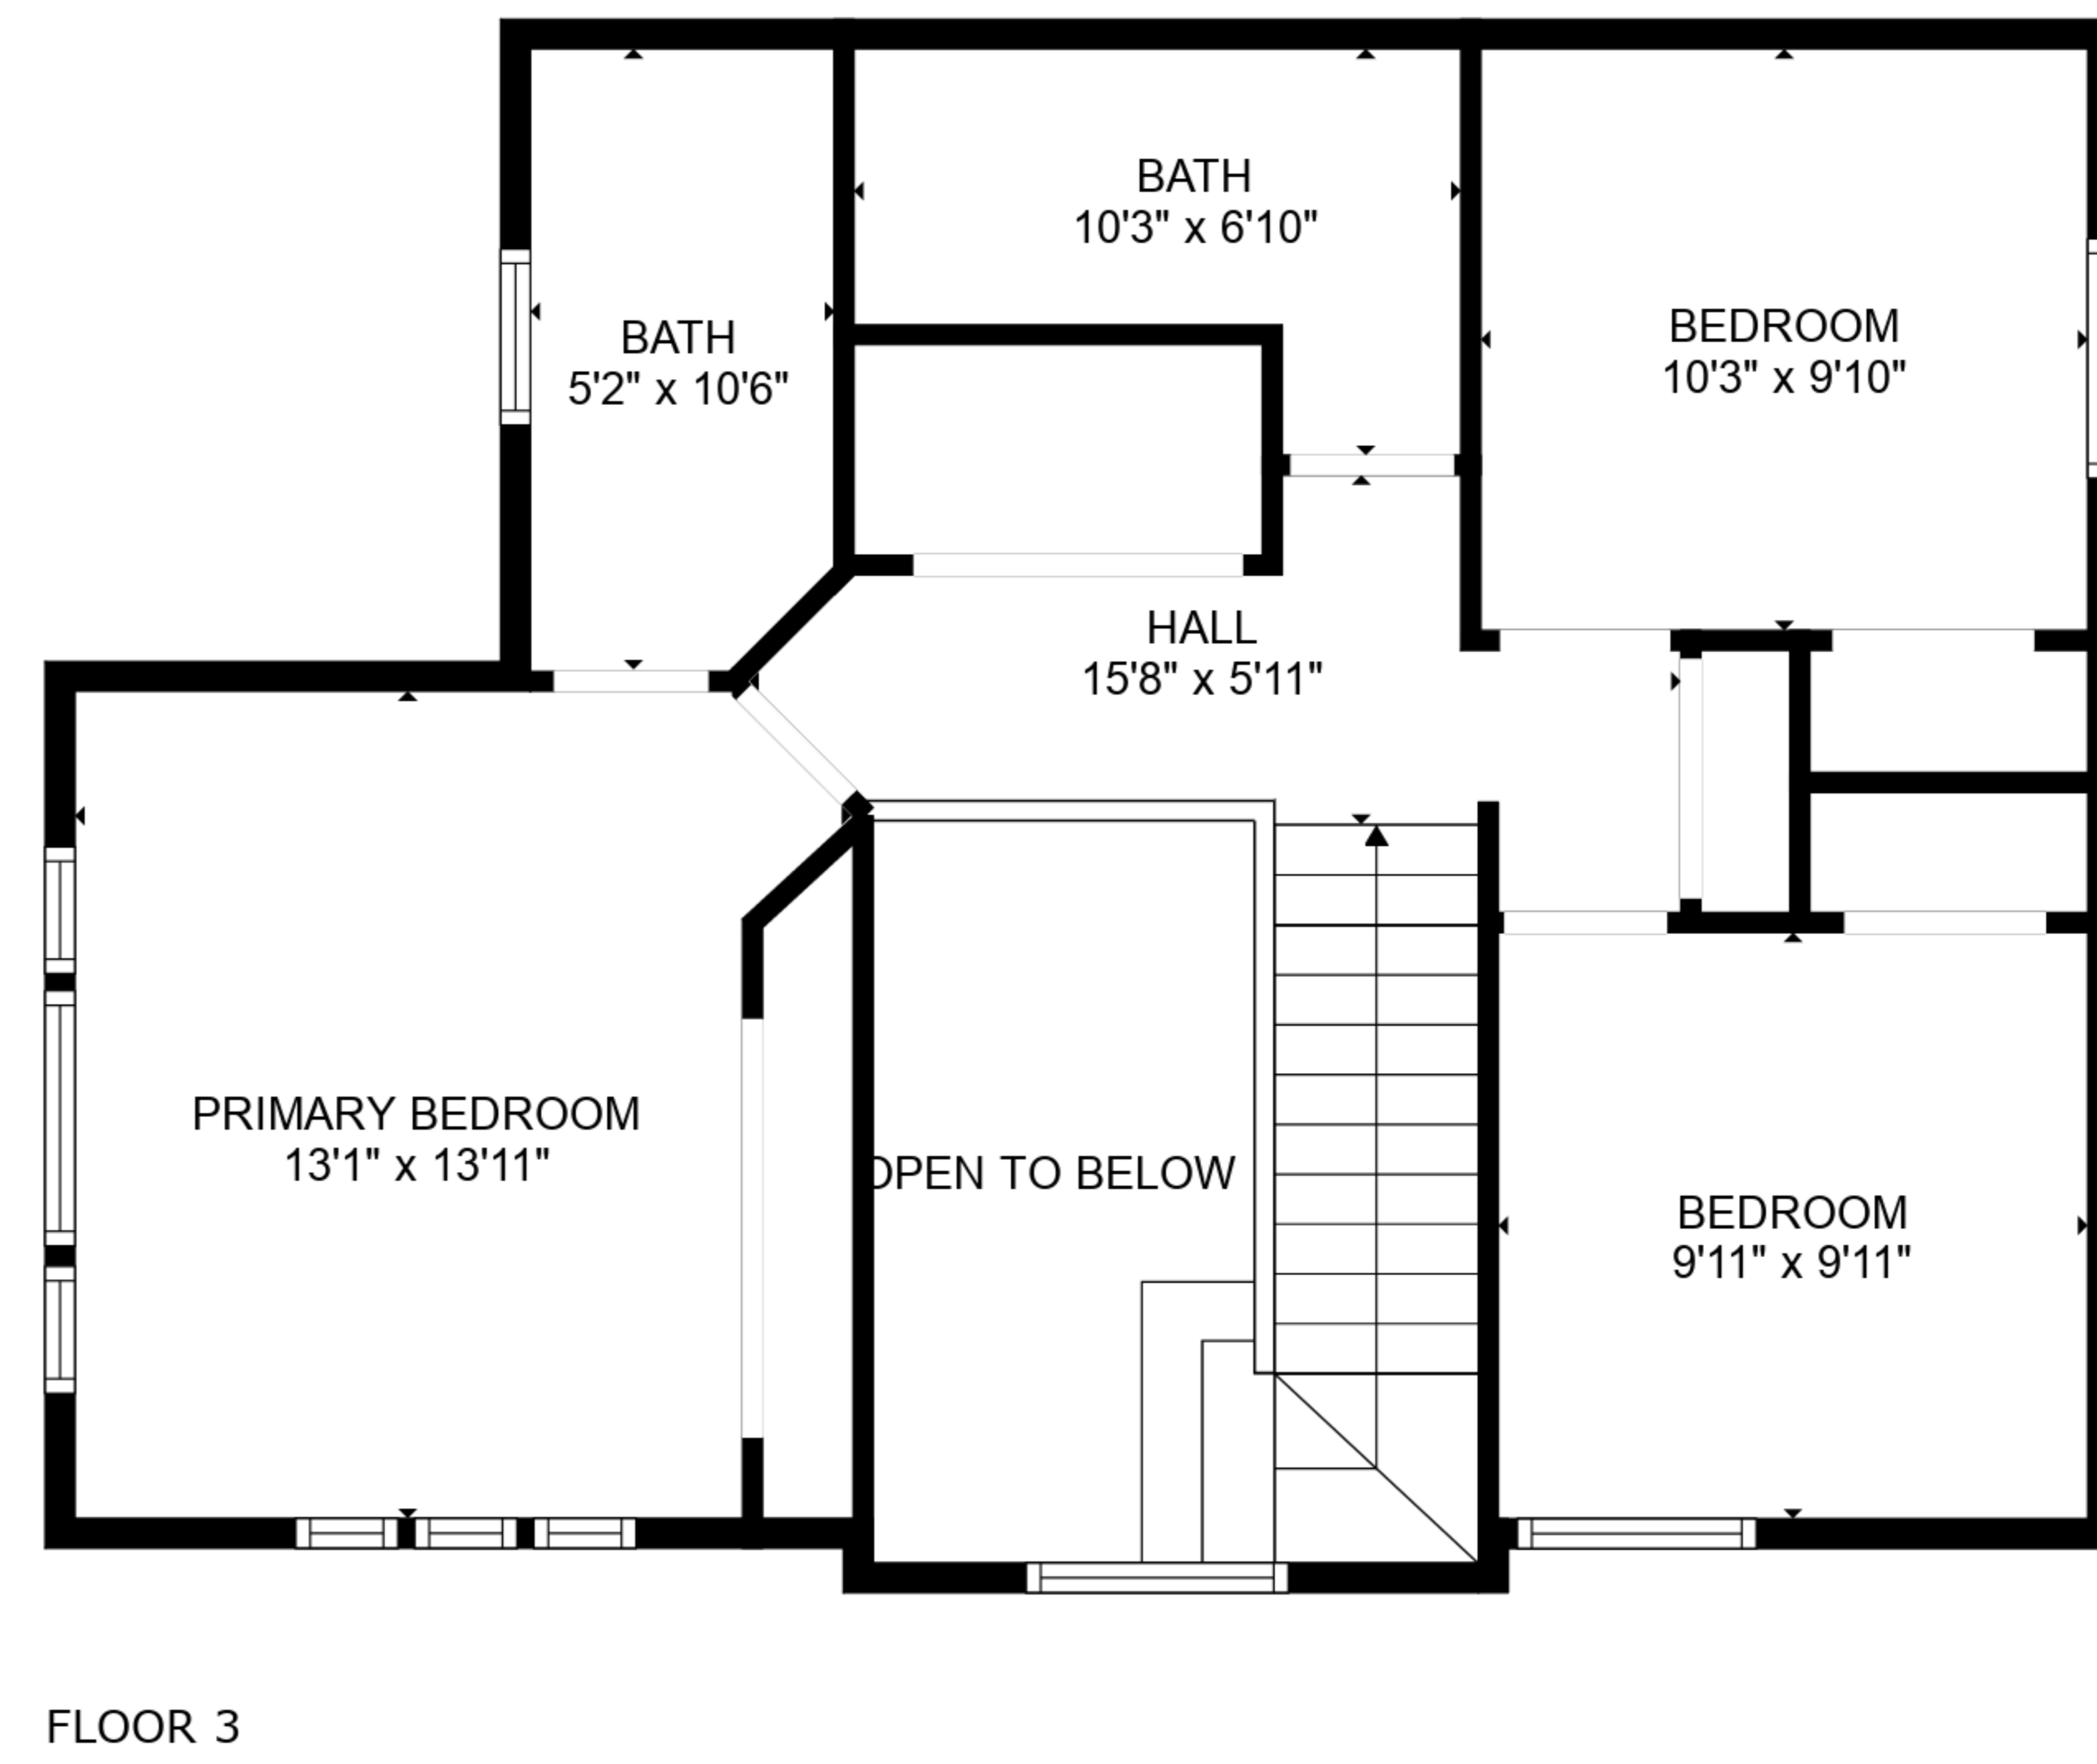 BATH
10'3" x 6'10"
BATH
5'2" x 10'6"
BEDROOM
10'3" x 9'10"
HALL
15'8" x 5'11"
PRIMARY BEDROOM
13'1" x 13'11"
OPEN TO BELOW
BEDROOM
9'11" x 9'11"
FLOOR 3